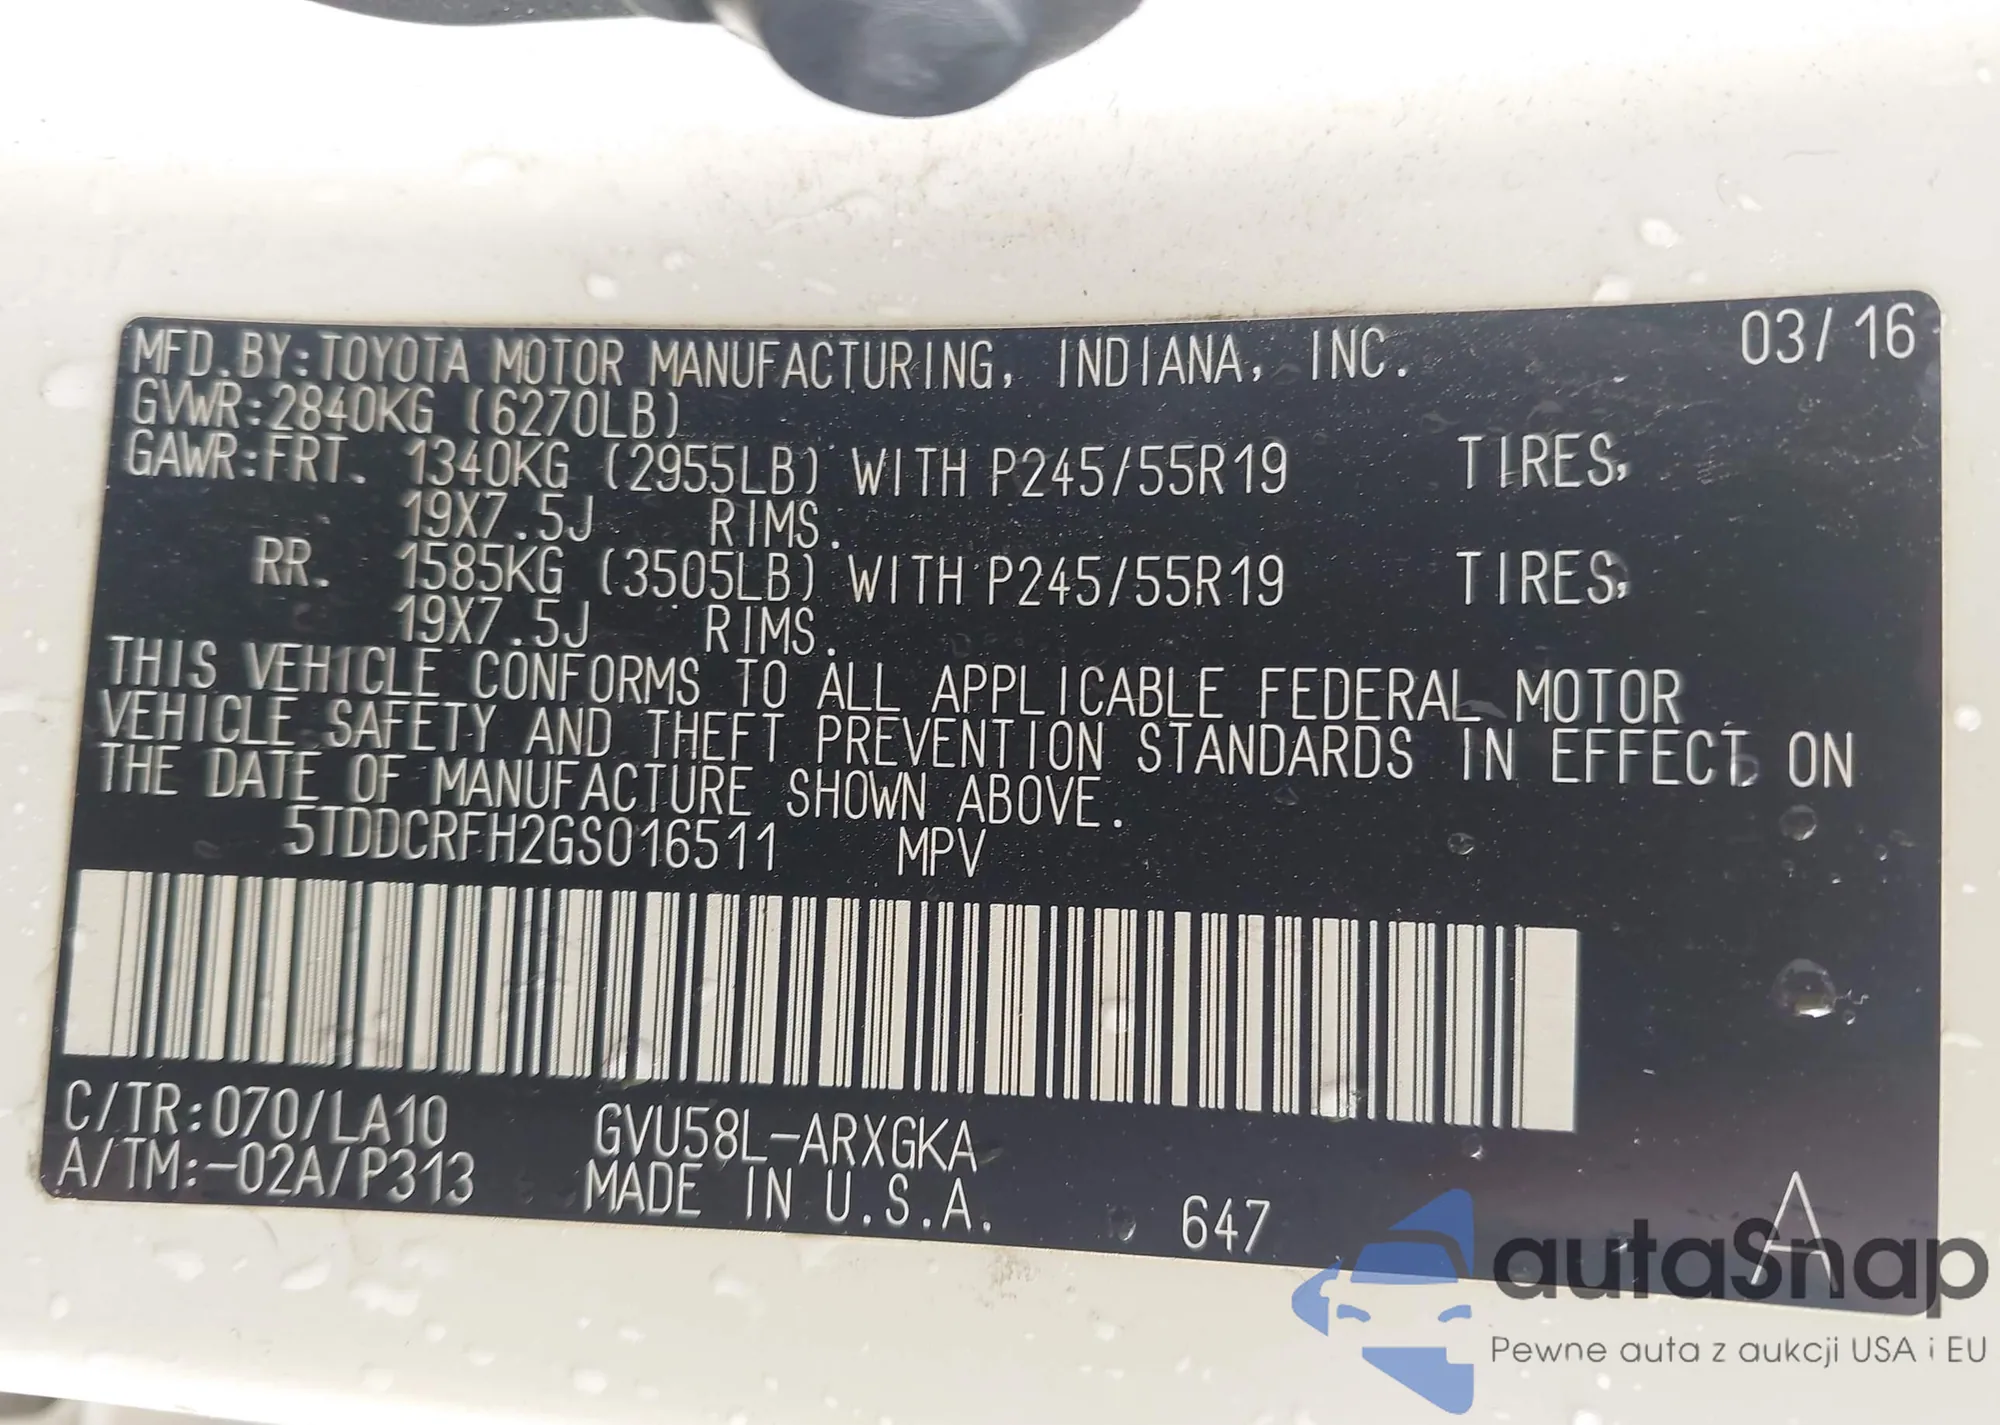 MFD.BY:TOYOTA MOTOR MANUFACTURING, INDIANA, INC. 03/16
GVWR:2840KG (6270LB)
GAWR:FRT. 1340KG (2955LB) WITH P245/55R19 TIRES,
19X7.5J RIMS.
RR. 1585KG (3505LB) WITH P245/55R19 TIRES,
19X7.5J RIMS.
THIS VEHICLE CONFORMS TO ALL APPLICABLE FEDERAL MOTOR
VEHICLE SAFETY AND THEFT PREVENTION STANDARDS IN EFFECT ON
THE DATE OF MANUFACTURE SHOWN ABOVE.
5TDDCRFH2GS016511 MPV
C/TR:070/LA10 GVU58L-ARXGKA
A/TM:-02A/P313 MADE IN U.S.A. 647 A
autaSnap
Pewne auta z aukcji USA i EU